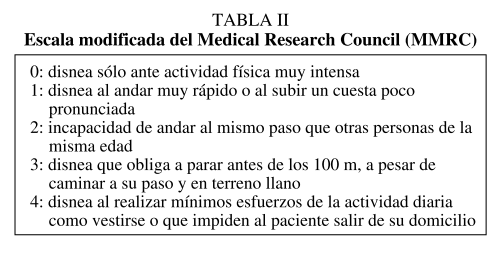 TABLA II
Escala modificada del Medical Research Council (MMRC)
0: disnea sólo ante actividad física muy intensa
1: disnea al andar muy rápido o al subir un cuesta poco
pronunciada
2: incapacidad de andar al mismo paso que otras personas de la
misma edad
3: disnea que obliga a parar antes de los 100 m, a pesar de
caminar a su paso y en terreno llano
4: disnea al realizar mínimos esfuerzos de la actividad diaria
como vestirse o que impiden al paciente salir de su domicilio